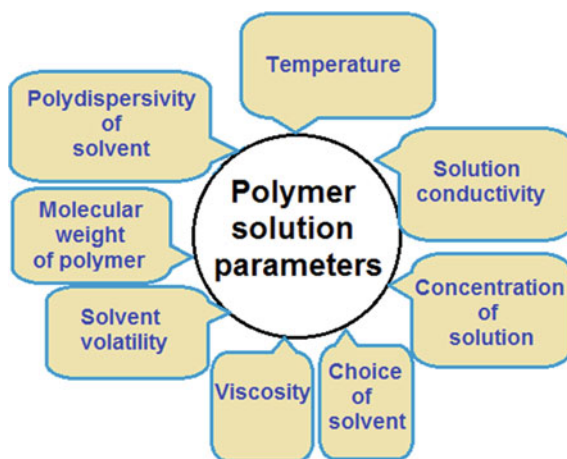 Temperature
Polydispersivity
of
solvent
Solution
conductivity
Polymer
solution
parameters
Molecular
weight
of polymer
Concentration
of
solution
Solvent
volatility
Viscosity
Choice
of
solvent